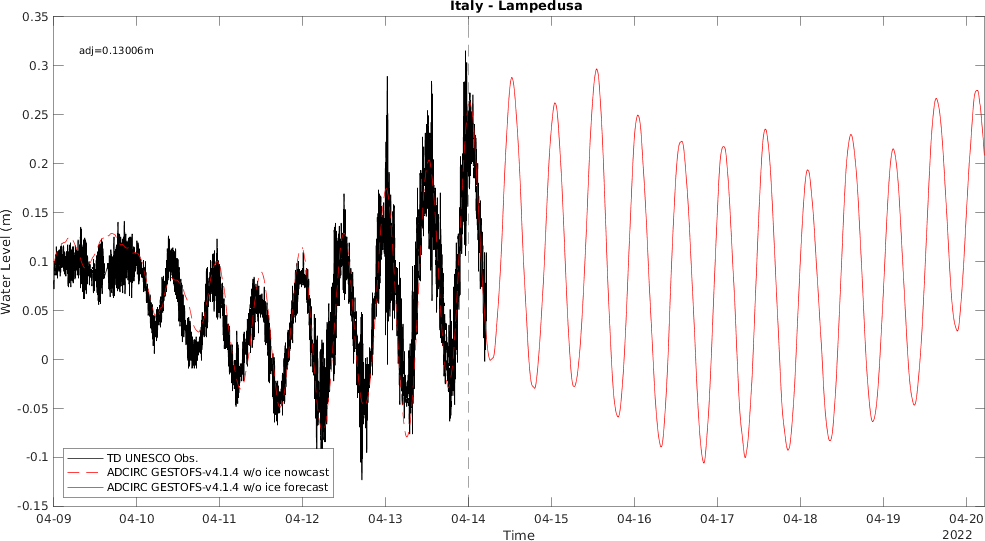 Italy - Lampedusa
adj=0.13006m
Water Level (m)
0.35
0.3
0.25
0.2
0.15
0.1
0.05
0
-0.05
-0.1
-0.15
TD UNESCO Obs.
ADCIRC GESTOFS-v4.1.4 w/o ice nowcast
ADCIRC GESTOFS-v4.1.4 w/o ice forecast
04-09 04-10 04-11 04-12 04-13 04-14 04-15 04-16 04-17 04-18 04-19 04-20
Time
2022